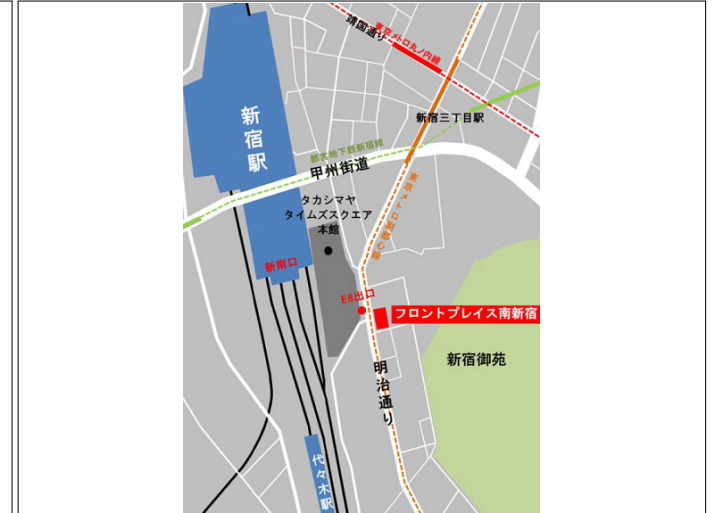 靖国通り
東京メトロ丸ノ内線
新宿駅
新宿三丁目駅
都営地下鉄新宿線
甲州街道
東京メトロ副都心線
タカシマヤ
タイムズスクエア
本館
新南口
E8出口
フロントプレイス南新宿
新宿御苑
明治通り
代々木駅